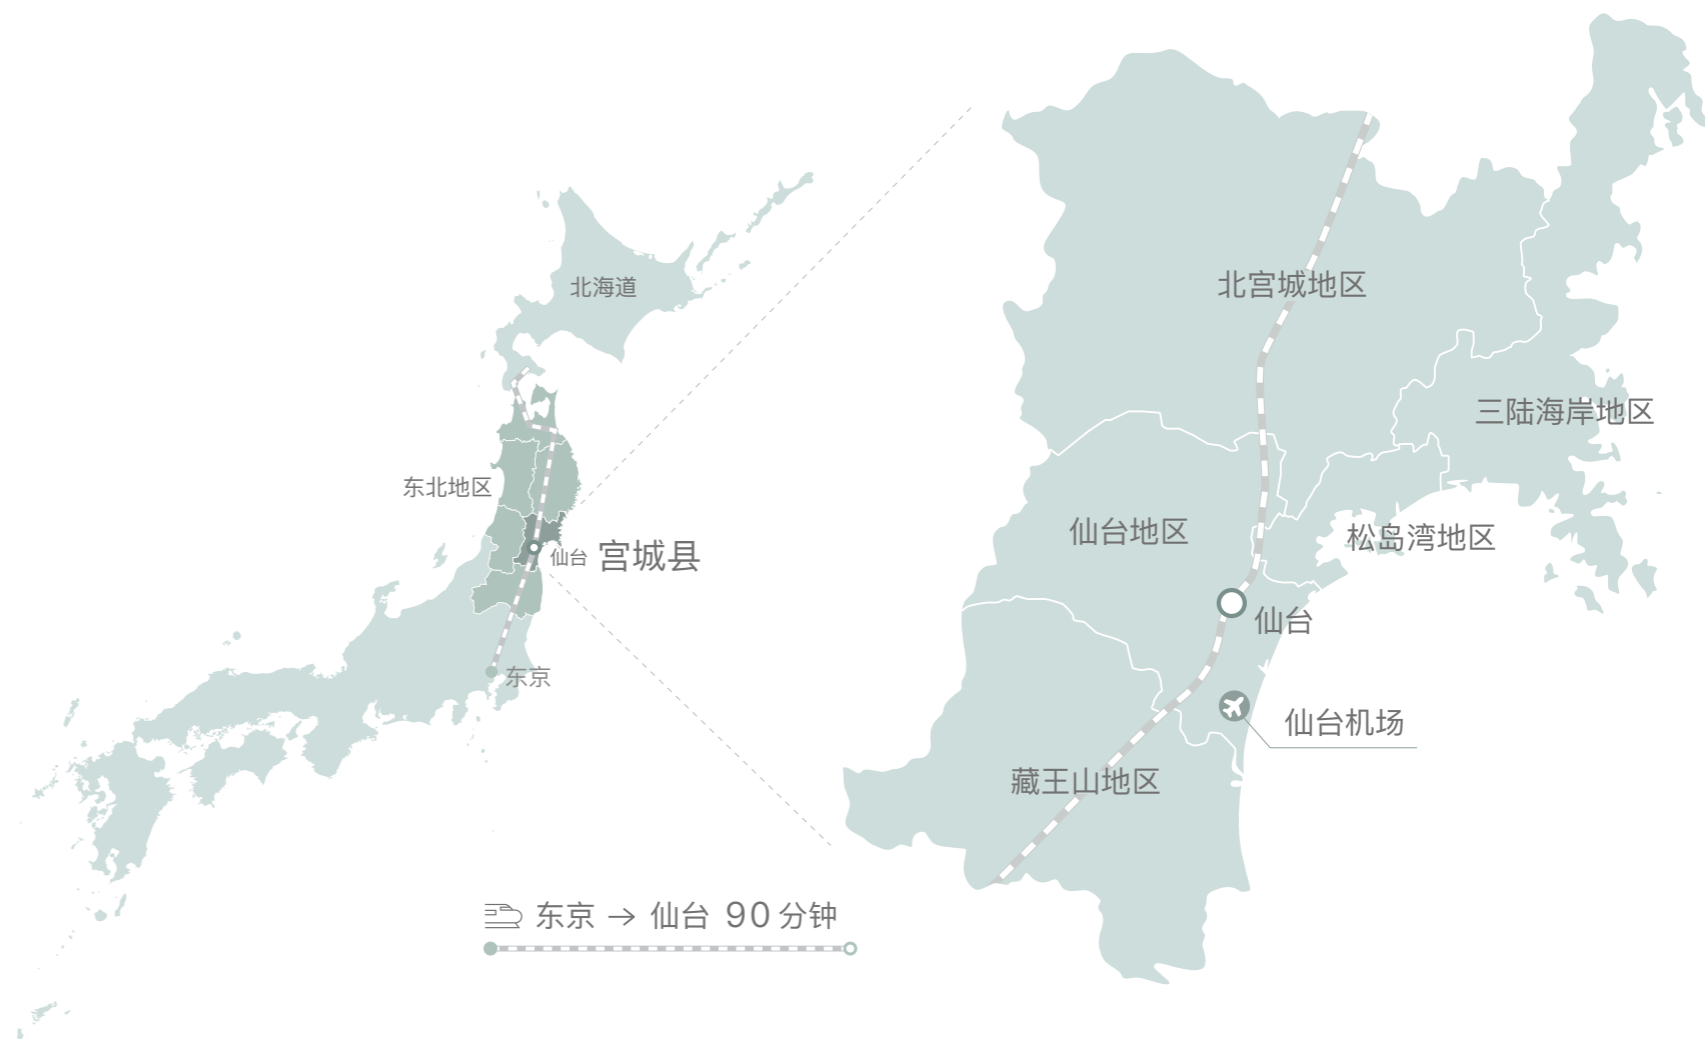 北海道
东北地区
仙台 宫城县
东京
东京 → 仙台 90 分钟
北宫城地区
三陆海岸地区
仙台地区
松岛湾地区
仙台
仙台机场
藏王山地区